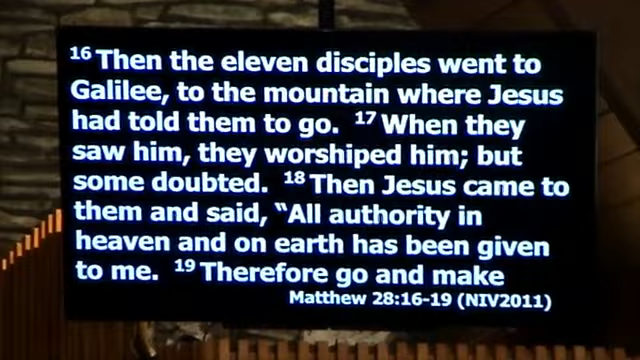 16 Then the eleven disciples went to
Galilee, to the mountain where Jesus
had told them to go. 17 When they
saw him, they worshiped him; but
some doubted. 18 Then Jesus came to
them and said, “All authority in
heaven and on earth has been given
to me. 19 Therefore go and make
Matthew 28:16-19 (NIV2011)